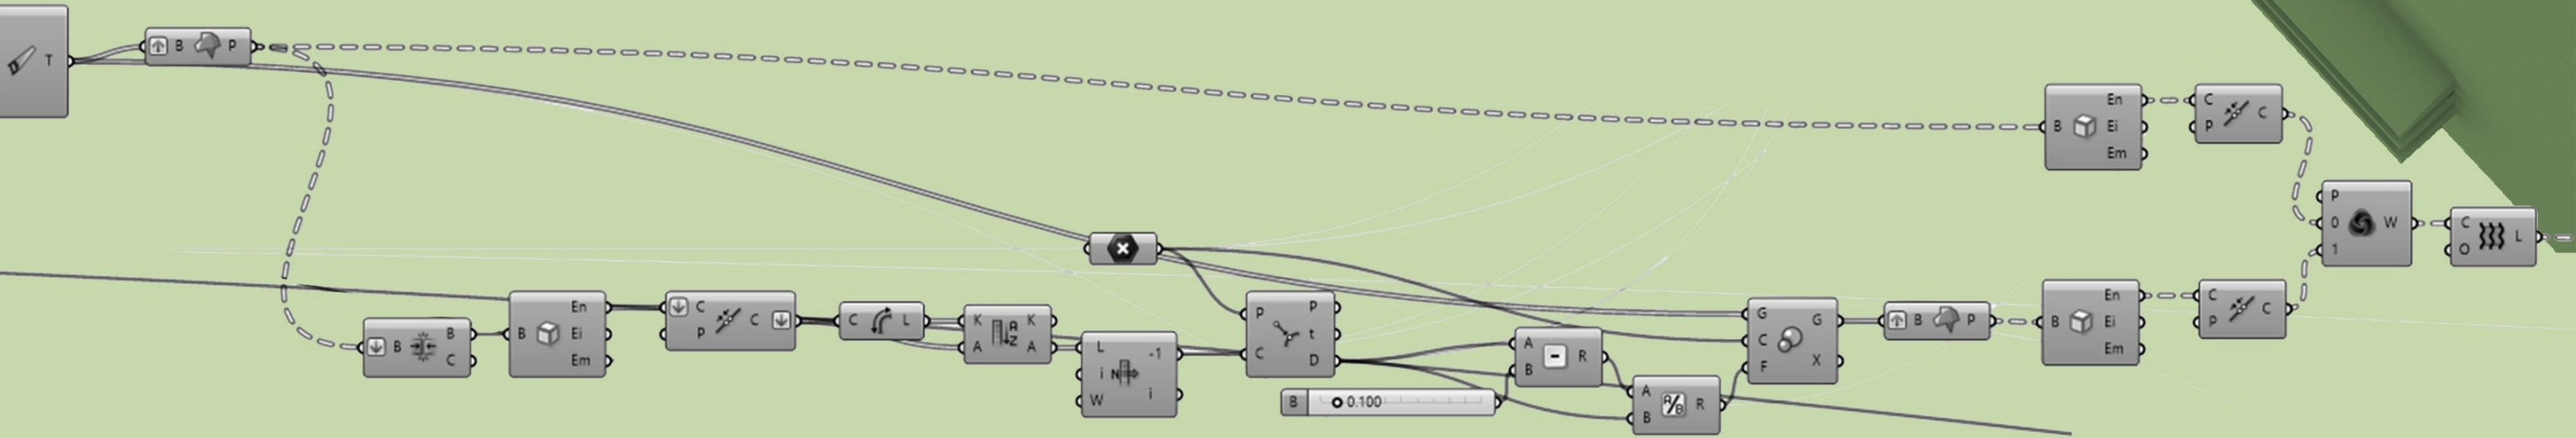 T
B P
B En Ei Em
C P C
P 0 1 W
C O L
B B C
B En Ei Em
C P C
C L
K A K A
L i W -1 i
P C P t D
B 0.100
A B R
A B R
G C F G X
B P
B En Ei Em
C P C